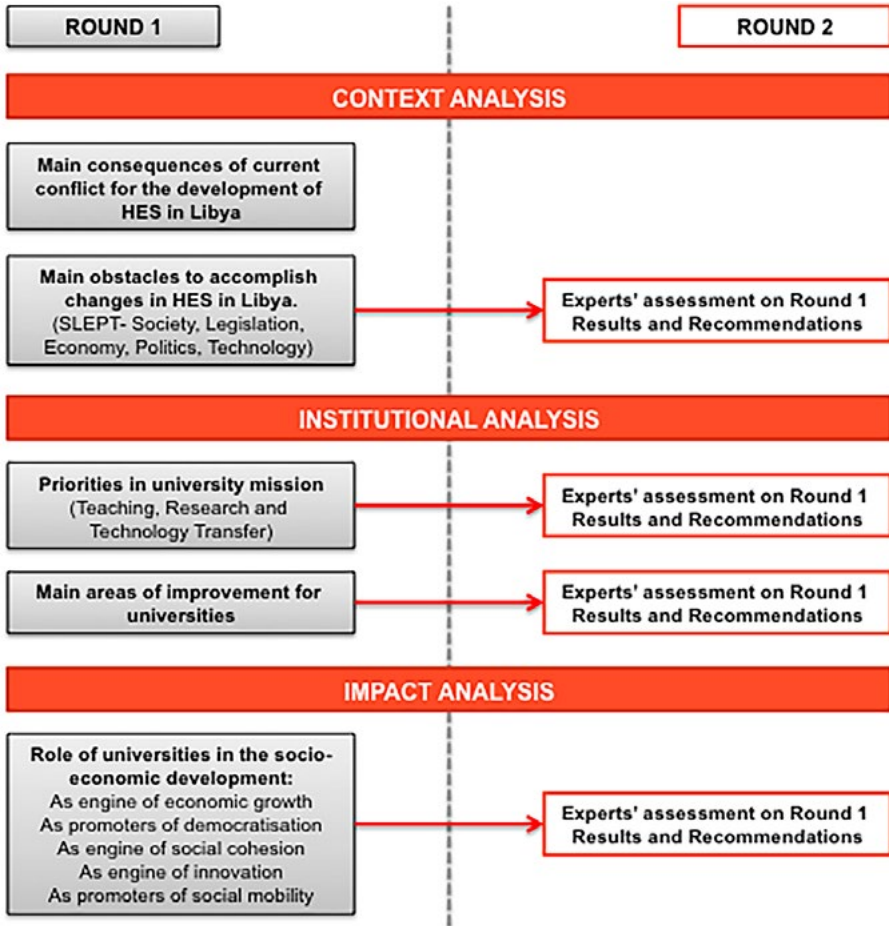 ROUND 1
ROUND 2
CONTEXT ANALYSIS
Main consequences of current
conflict for the development of
HES in Libya
Main obstacles to accomplish
changes in HES in Libya.
(SLEPT- Society, Legislation,
Economy, Politics, Technology)
Experts' assessment on Round 1
Results and Recommendations
INSTITUTIONAL ANALYSIS
Priorities in university mission
(Teaching, Research and
Technology Transfer)
Experts' assessment on Round 1
Results and Recommendations
Main areas of improvement for
universities
Experts' assessment on Round 1
Results and Recommendations
IMPACT ANALYSIS
Role of universities in the socio-
economic development:
As engine of economic growth
As promoters of democratisation
As engine of social cohesion
As engine of innovation
As promoters of social mobility
Experts' assessment on Round 1
Results and Recommendations